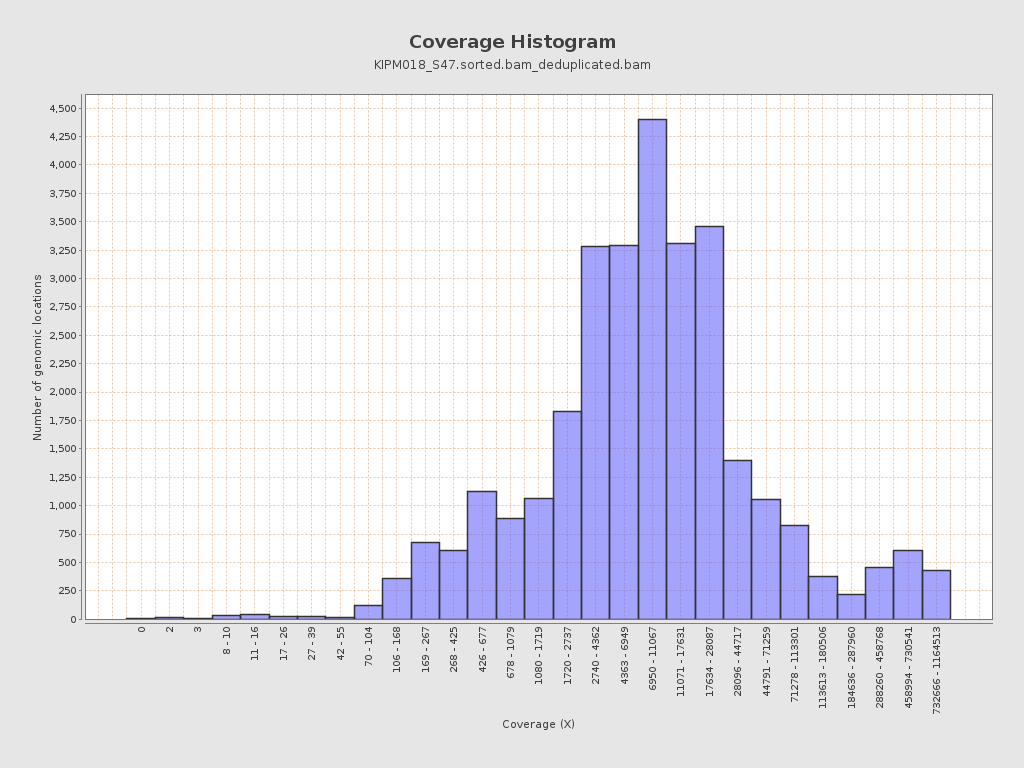 Coverage Histogram
KIPM018_S47.sorted.bam_deduplicated.bam
Number of genomic locations
4,500
4,250
4,000
3,750
3,500
3,250
3,000
2,750
2,500
2,250
2,000
1,750
1,500
1,250
1,000
750
500
250
0
0
2
3
8 - 10
11 - 16
17 - 26
27 - 39
42 - 55
70 - 104
106 - 168
169 - 267
268 - 425
426 - 677
678 - 1079
1080 - 1719
1720 - 2737
2740 - 4362
4363 - 6949
6950 - 11067
11071 - 17631
17634 - 28087
28096 - 44717
44791 - 71259
71278 - 113301
113613 - 180506
184636 - 287960
288260 - 458768
458994 - 730541
732666 - 1164513
Coverage (X)